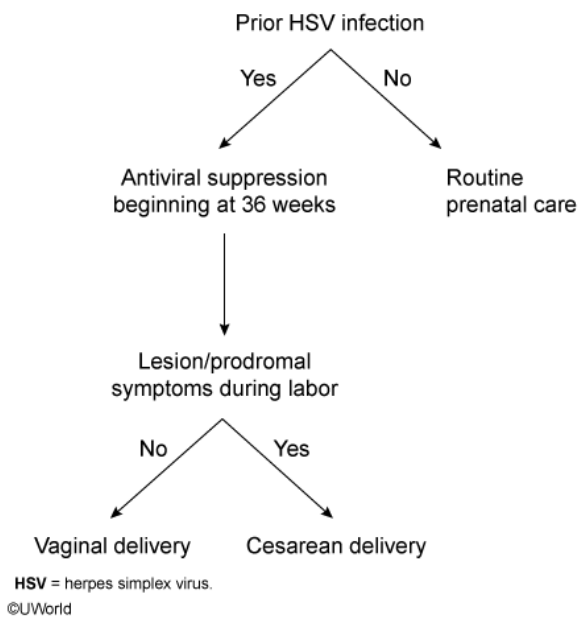 Prior HSV infection
Yes
No
Antiviral suppression
beginning at 36 weeks
Routine
prenatal care
Lesion/prodromal
symptoms during labor
No
Yes
Vaginal delivery
Cesarean delivery
HSV = herpes simplex virus.
©UWorld